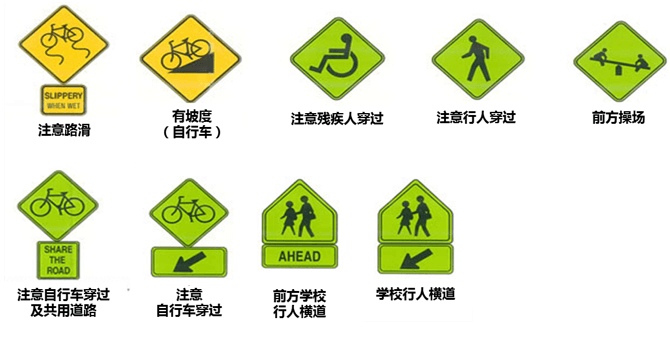 SLIPPERY
WHEN WET
注意路滑
有坡度
（自行车）
注意残疾人穿过
注意行人穿过
前方操场
SHARE
THE
ROAD
注意自行车穿过
及共用道路
注意
自行车穿过
AHEAD
前方学校
行人横道
学校行人横道